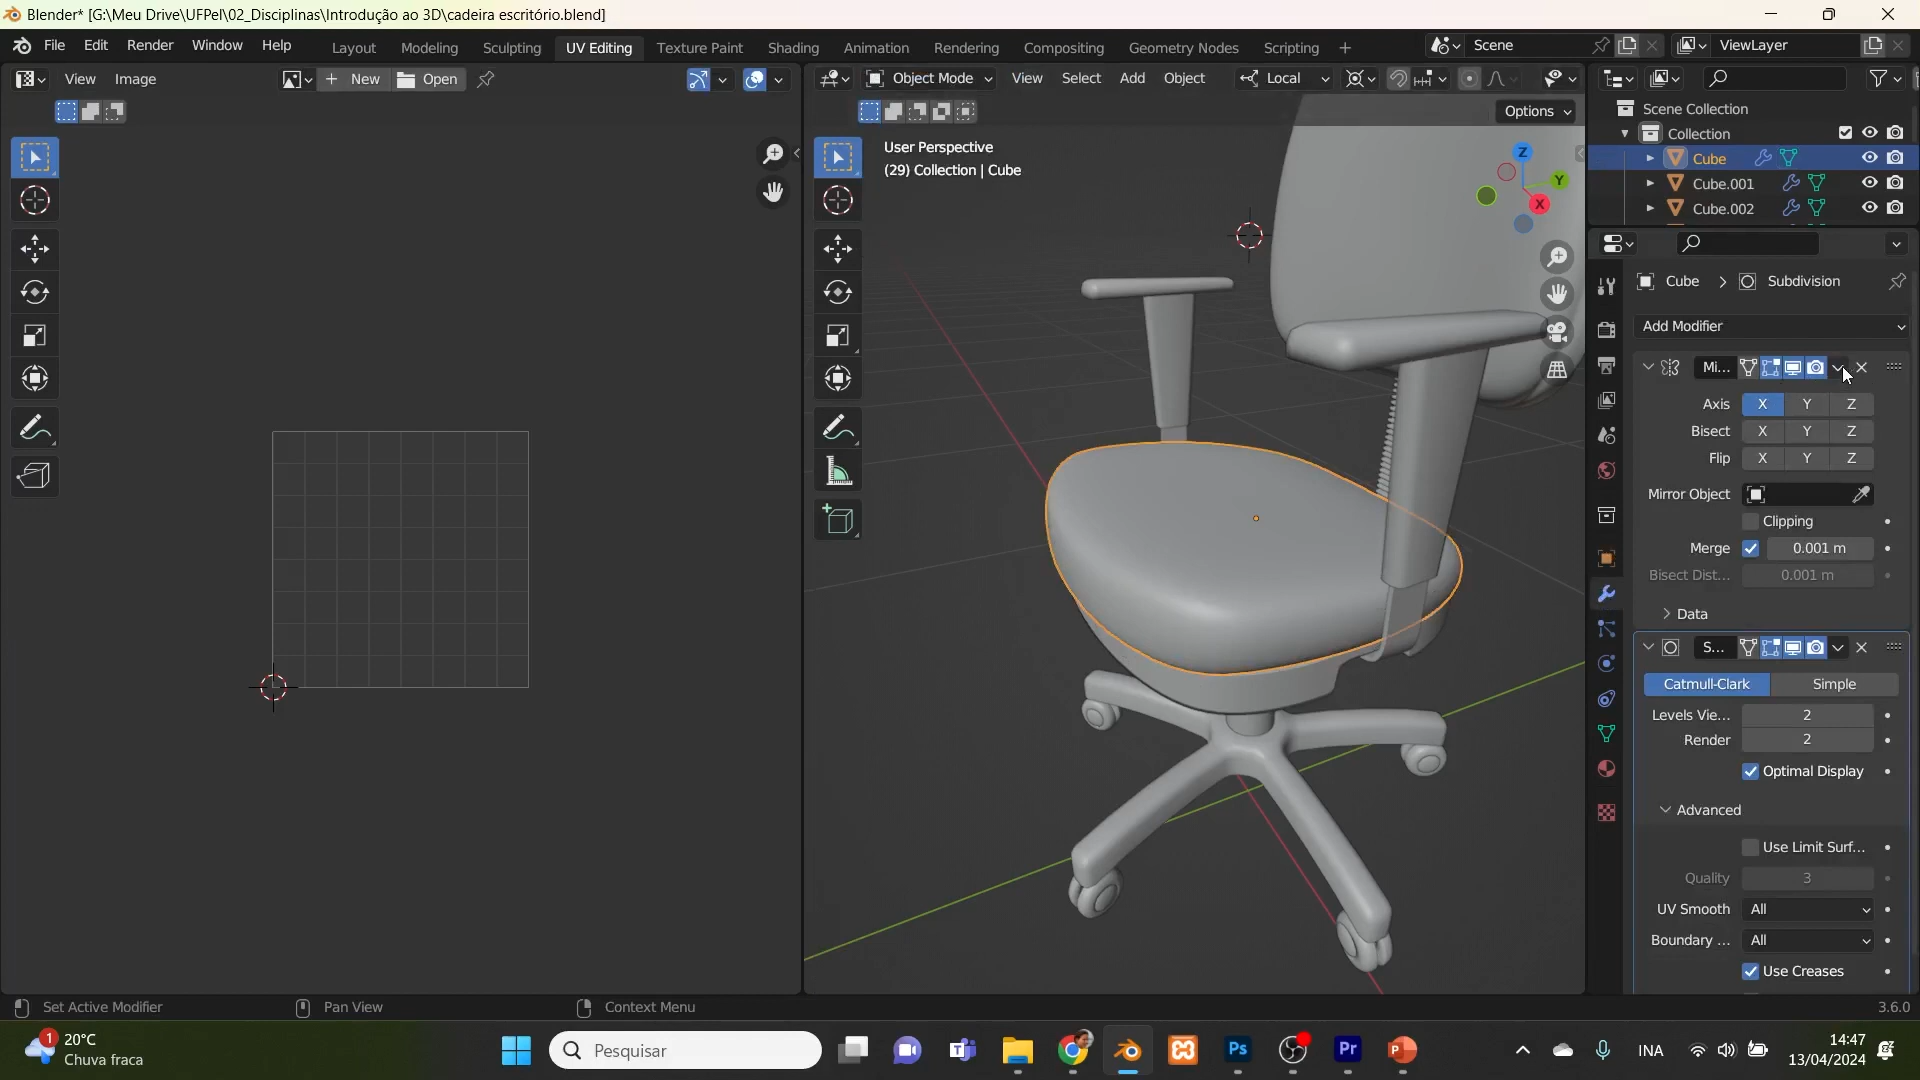 Blender* [G:\Meu Drive\UFPel\02_Disciplinas\Introdução ao 3D\cadeira escritório.blend]
File Edit Render Window Help Layout Modeling Sculpting UV Editing Texture Paint Shading Animation Rendering Compositing Geometry Nodes Scripting + Scene ViewLayer
View Image + New Open Object Mode View Select Add Object Local
Options
User Perspective
(29) Collection | Cube
Z
Y
X
Scene Collection
Collection
Cube
Cube.001
Cube.002
Cube > Subdivision
Add Modifier
Mi...
Axis X Y Z
Bisect X Y Z
Flip X Y Z
Mirror Object
Clipping
Merge 0.001 m
Bisect Dist... 0.001 m
Data
S...
Catmull-Clark Simple
Levels Vie... 2
Render 2
Optimal Display
Advanced
Use Limit Surf...
Quality 3
UV Smooth All
Boundary ... All
Use Creases
Set Active Modifier Pan View Context Menu 3.6.0
1
20°C
Chuva fraca
Pesquisar
Ps
Pr
P
INA
14:47
13/04/2024